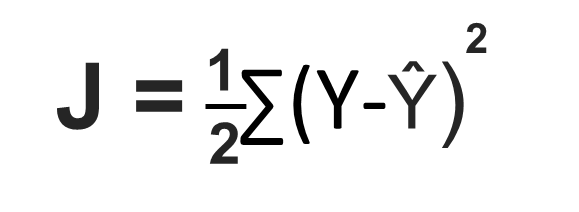 J = ½∑(Y-Ŷ)²